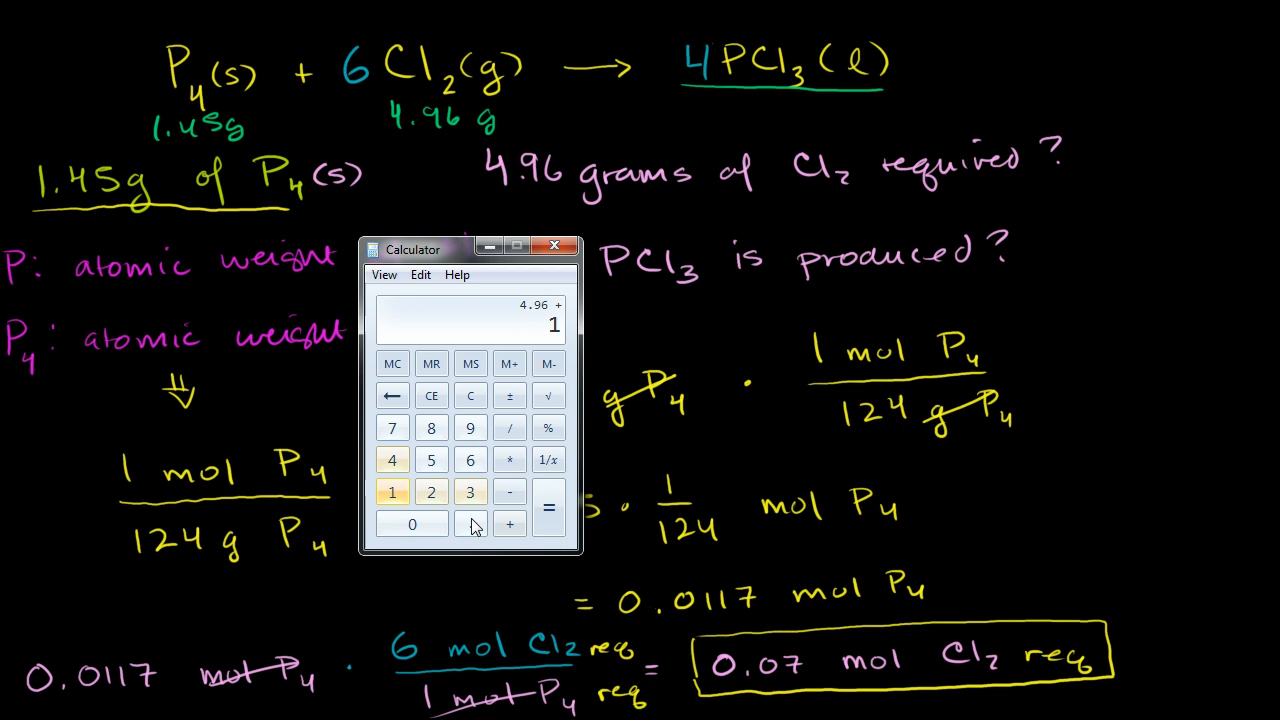 P₄(s) + 6Cl₂(g) → 4PCl₃(l)
1.45g 4.96 g
1.45g of P₄(s) 4.96 grams of Cl₂ required?
P: atomic weight PCl₃ is produced?
P₄: atomic weight
⇓
1 mol P₄
124 g P₄
Calculator
View Edit Help
4.96 +
1
MC MR MS M+ M-
← CE C ± √
7 8 9 / %
4 5 6 * 1/x
1 2 3 - =
0 +
g P₄ · 1 mol P₄
124 g P₄
5 · 1/124 mol P₄
= 0.0117 mol P₄
0.0117 mol P₄ · 6 mol Cl₂ req = 0.07 mol Cl₂ req
1 mol P₄ req